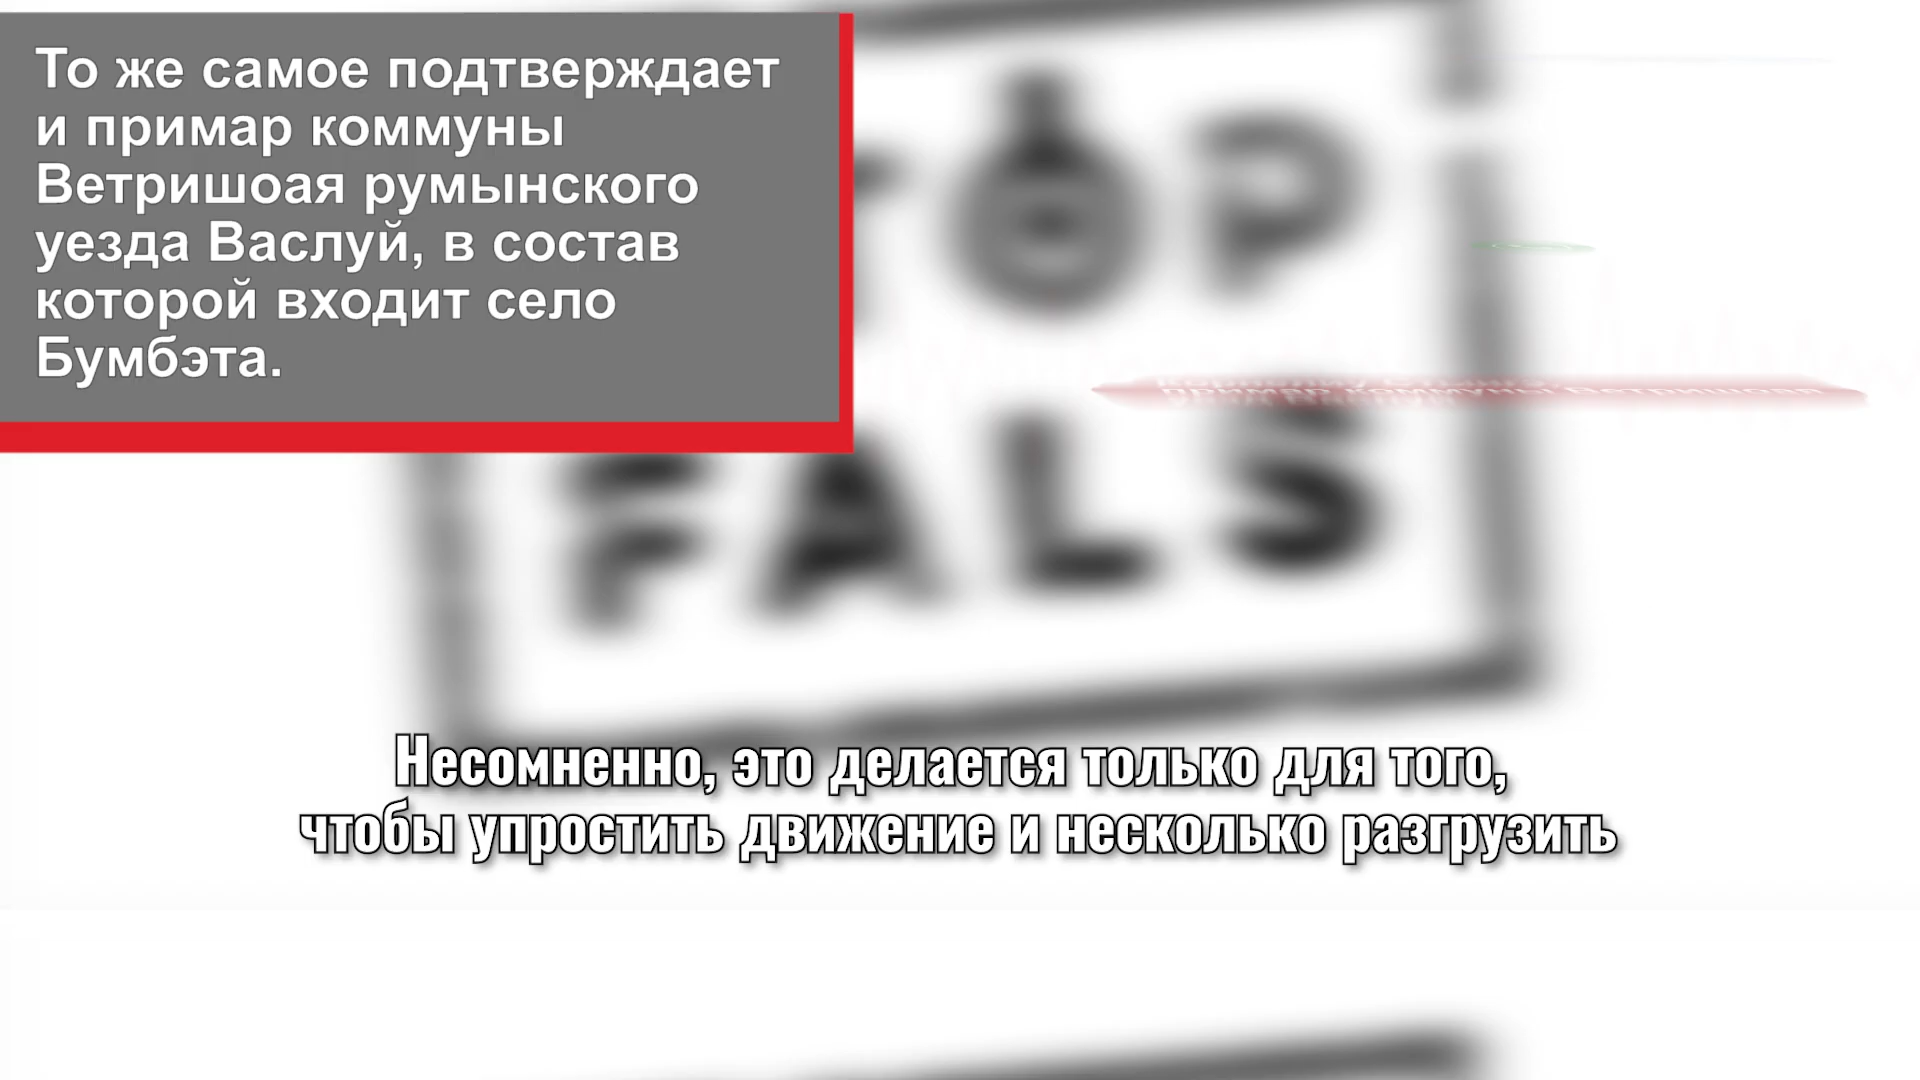 То же самое подтверждает
и примар коммуны
Ветришоая румынского
уезда Васлуй, в состав
которой входит село
Бумбэта.
FALS
Несомненно, это делается только для того,
чтобы упростить движение и несколько разгрузить